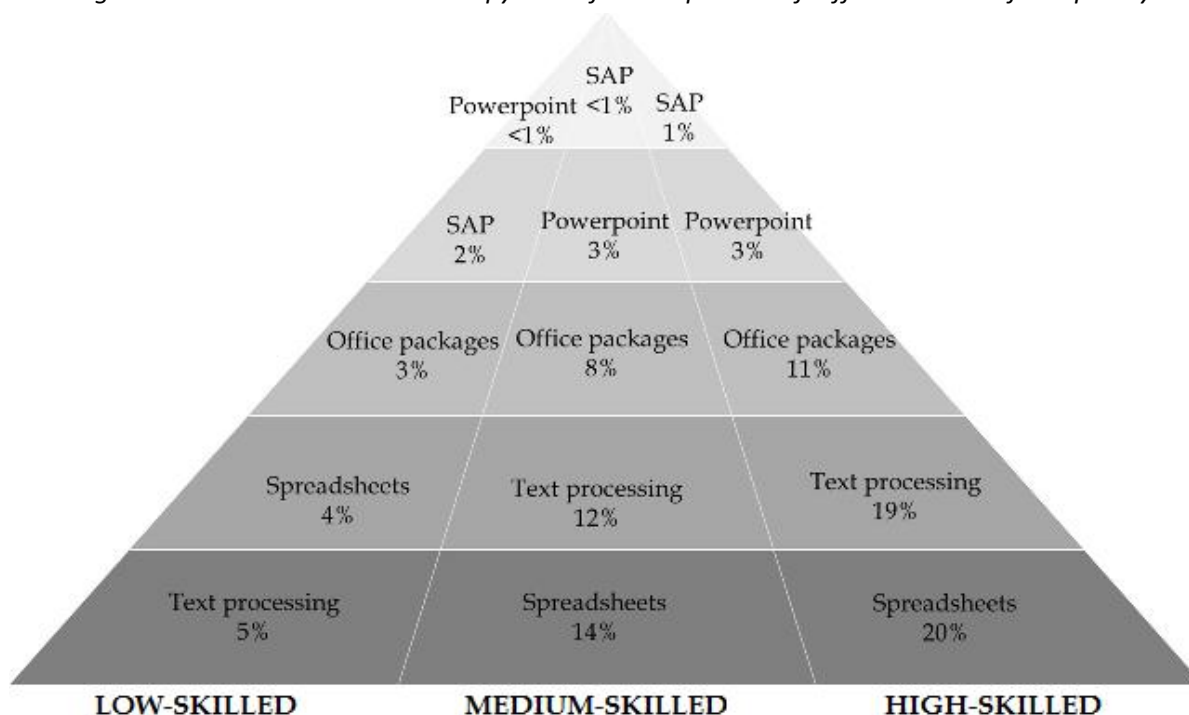 SAP
<1%
Powerpoint
<1%
SAP
1%
SAP
2%
Powerpoint
3%
Powerpoint
3%
Office packages
3%
Office packages
8%
Office packages
11%
Spreadsheets
4%
Text processing
12%
Text processing
19%
Text processing
5%
Spreadsheets
14%
Spreadsheets
20%
LOW-SKILLED
MEDIUM-SKILLED
HIGH-SKILLED